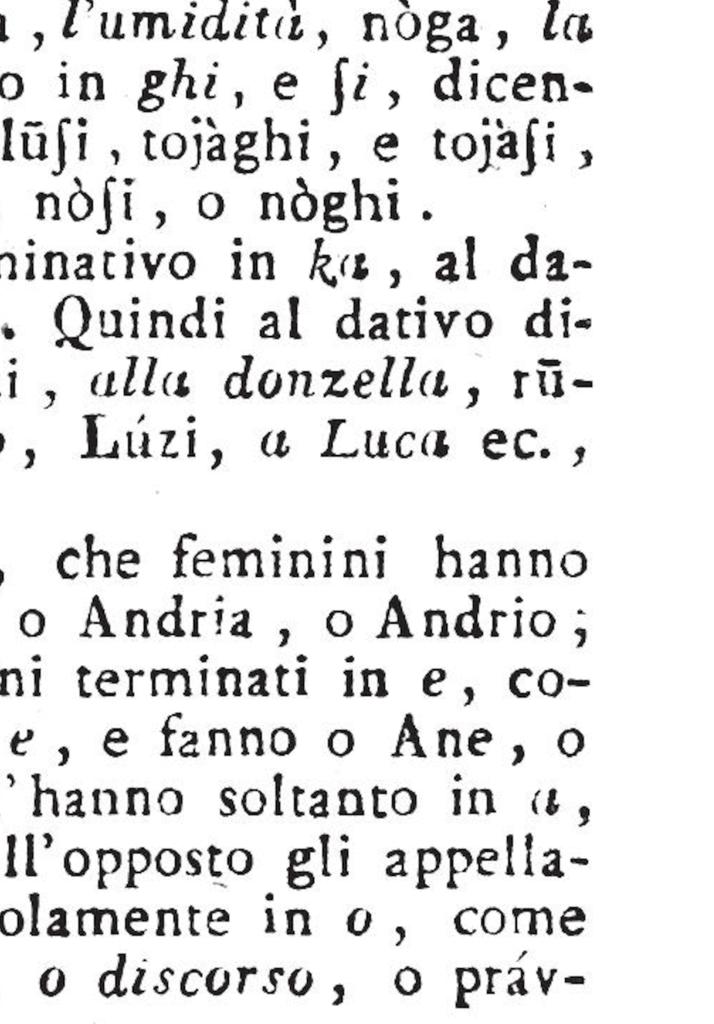 , l'umidità, nòga, la
in ghi, e ſi, dicen-
lūſi, tojàghi, e tojàſi,
nòſi, o nòghi.
minativo in ka, al da-
. Quindi al dativo di-
i, alla donzella, rū-
, Lúzi, a Luca ec.,
, che feminini hanno
o Andria, o Andrio;
ni terminati in e, co-
e, e fanno o Ane, o
l'hanno soltanto in a,
ll'opposto gli appella-
olamente in o, come
o discorso, o práv-